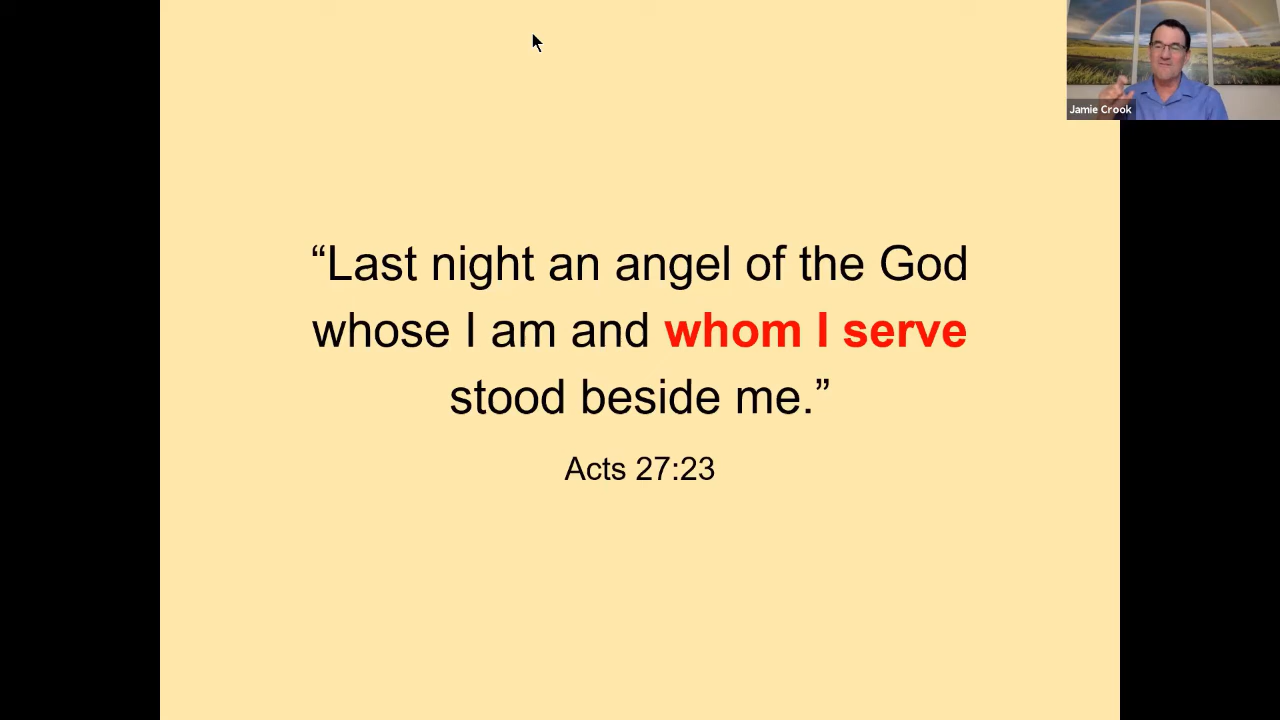 Jamie Crook
“Last night an angel of the God
whose I am and whom I serve
stood beside me.”
Acts 27:23